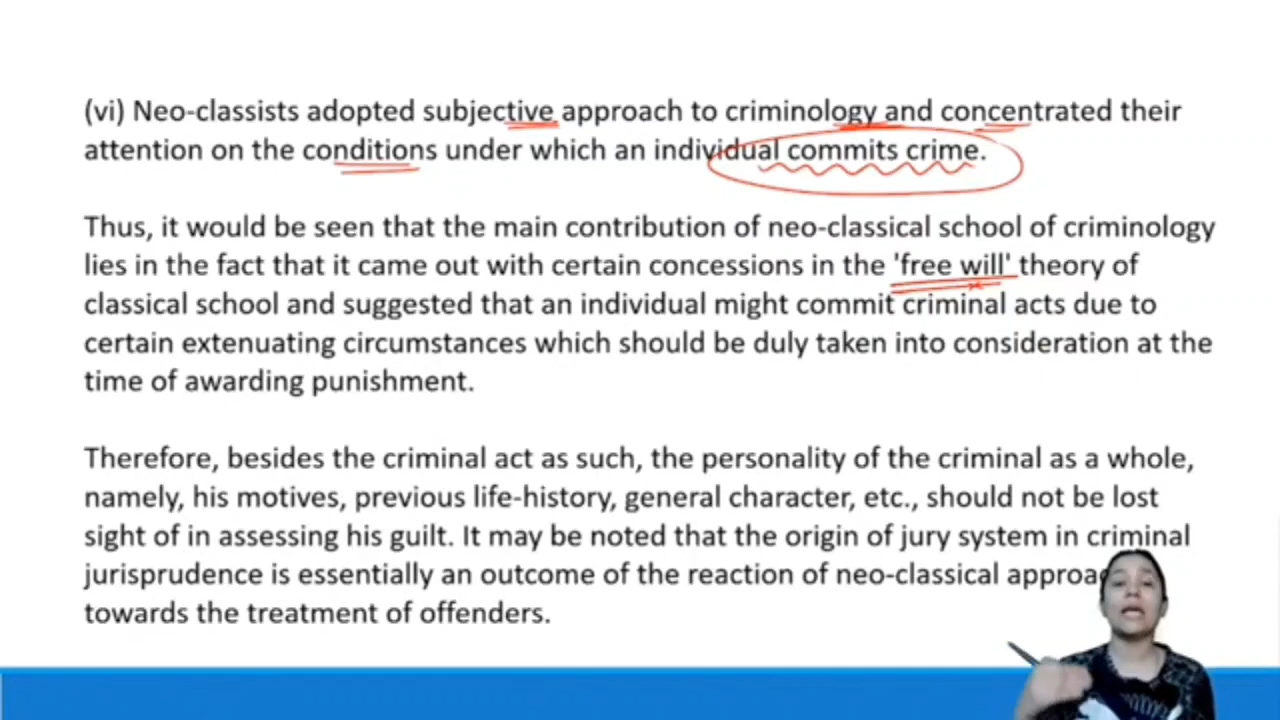 (vi) Neo-classists adopted subjective approach to criminology and concentrated their
attention on the conditions under which an individual commits crime.
Thus, it would be seen that the main contribution of neo-classical school of criminology
lies in the fact that it came out with certain concessions in the 'free will' theory of
classical school and suggested that an individual might commit criminal acts due to
certain extenuating circumstances which should be duly taken into consideration at the
time of awarding punishment.
Therefore, besides the criminal act as such, the personality of the criminal as a whole,
namely, his motives, previous life-history, general character, etc., should not be lost
sight of in assessing his guilt. It may be noted that the origin of jury system in criminal
jurisprudence is essentially an outcome of the reaction of neo-classical
towards the treatment of offenders.